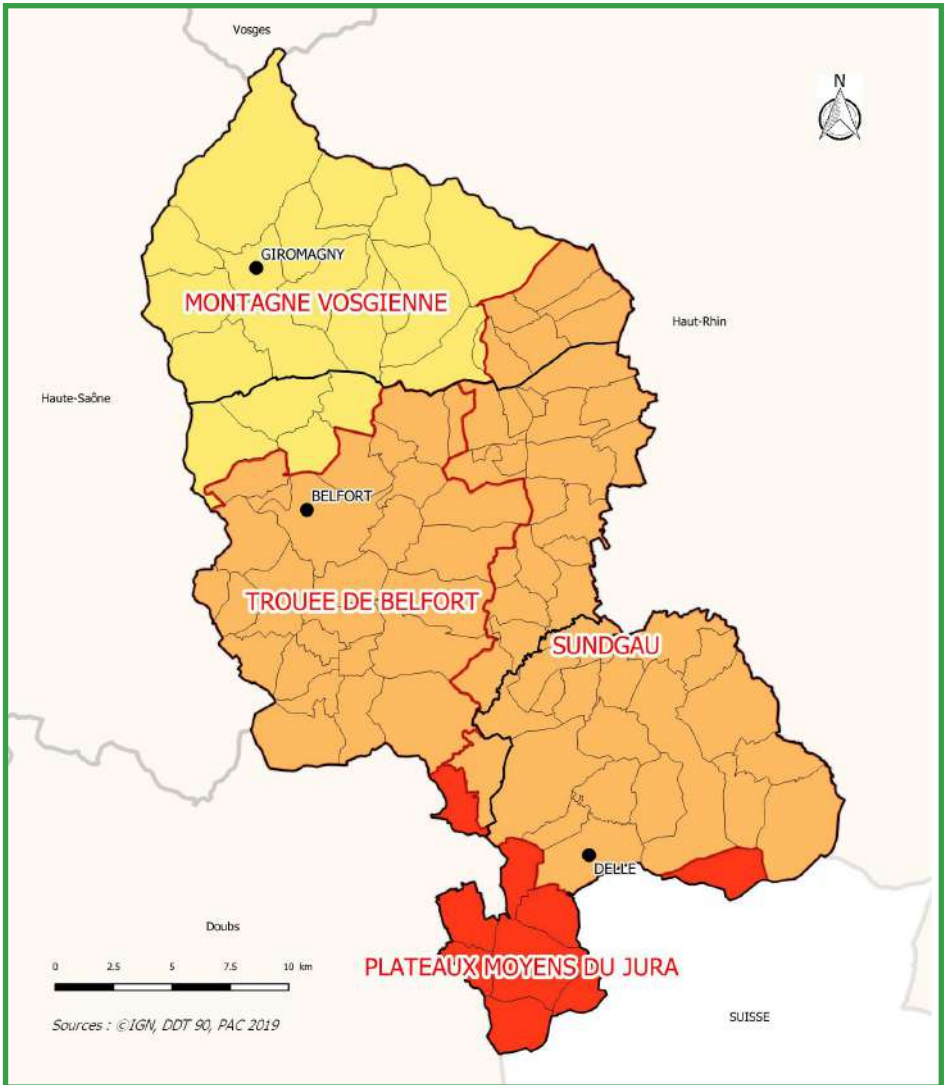 Vosges
N
GIROMAGNY
MONTAGNE VOSGIENNE
Haut-Rhin
Haute-Saône
BELFORT
TROUEE DE BELFORT
SUNDGAU
DELLE
Doubs
PLATEAUX MOYENS DU JURA
0 2.5 5 7.5 10 km
SUISSE
Sources : ©IGN, DDT 90, PAC 2019